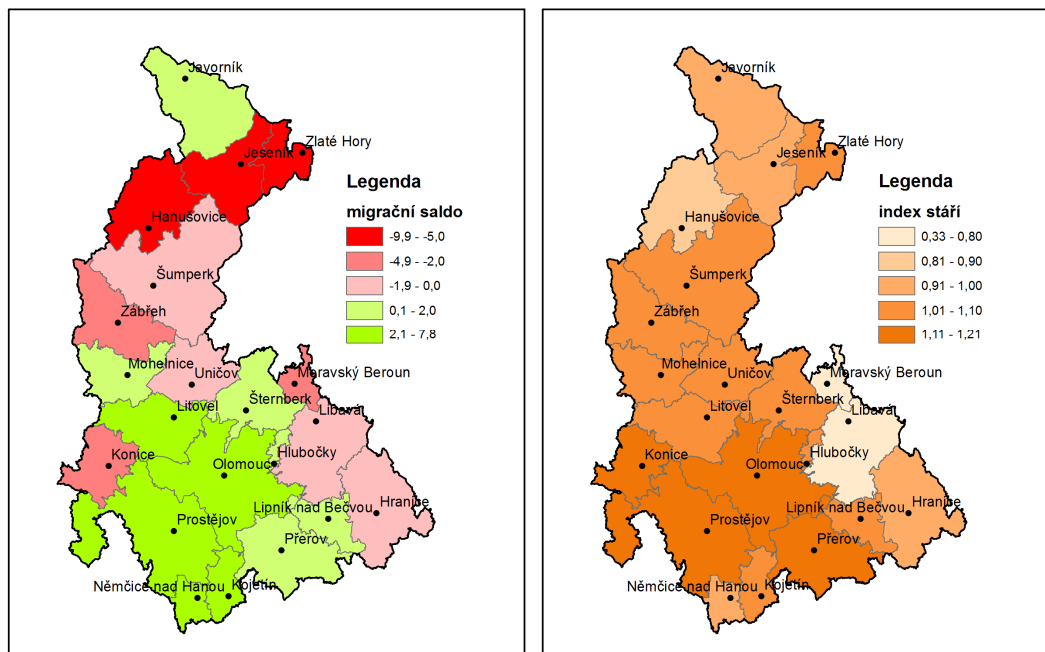 Javorník
Jeseník
Zlaté Hory
Hanušovice
Šumperk
Zábřeh
Mohelnice
Uničov
Moravský Beroun
Šternberk
Litovel
Libavá
Konice
Olomouc
Hlubočky
Lipník nad Bečvou
Hranice
Prostějov
Přerov
Němčice nad Hanou
Kojetín
Legenda
migrační saldo
-9,9 - -5,0
-4,9 - -2,0
-1,9 - 0,0
0,1 - 2,0
2,1 - 7,8
Javorník
Jeseník
Zlaté Hory
Hanušovice
Šumperk
Zábřeh
Mohelnice
Uničov
Moravský Beroun
Šternberk
Litovel
Libavá
Konice
Olomouc
Hlubočky
Lipník nad Bečvou
Hranice
Prostějov
Přerov
Němčice nad Hanou
Kojetín
Legenda
index stáří
0,33 - 0,80
0,81 - 0,90
0,91 - 1,00
1,01 - 1,10
1,11 - 1,21